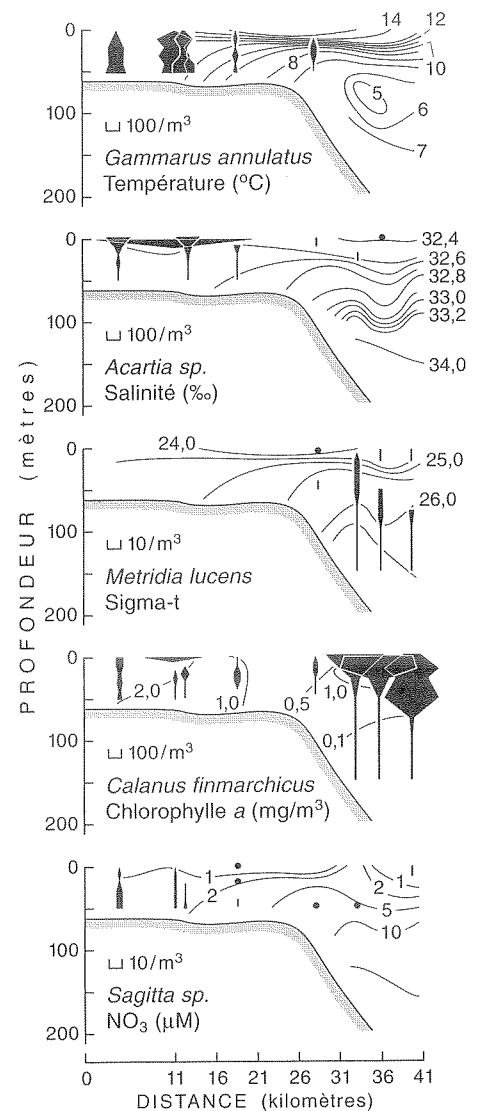 PROFONDEUR (mètres)
0
100
200
14
12
10
8
5
6
7
100/m³
Gammarus annulatus
Température (°C)
0
100
200
32,4
32,6
32,8
33,0
33,2
34,0
100/m³
Acartia sp.
Salinité (‰)
0
100
200
24,0
25,0
26,0
10/m³
Metridia lucens
Sigma-t
0
100
200
2,0
1,0
0,5
1,0
0,1
100/m³
Calanus finmarchicus
Chlorophylle a (mg/m³)
0
100
200
1
2
2
1
5
10
10/m³
Sagitta sp.
NO₃ (µM)
0 11 16 21 26 31 36 41
DISTANCE (kilomètres)